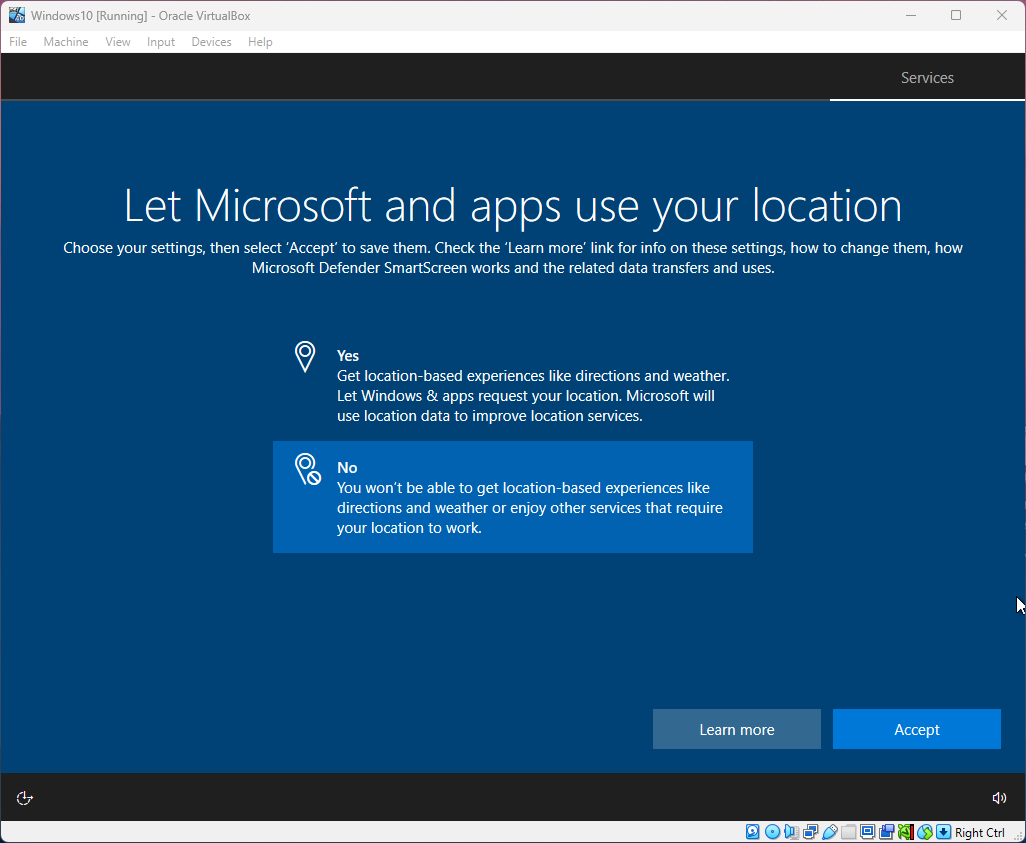 Windows10 [Running] - Oracle VirtualBox
File Machine View Input Devices Help
Services
Let Microsoft and apps use your location
Choose your settings, then select ‘Accept’ to save them. Check the ‘Learn more’ link for info on these settings, how to change them, how
Microsoft Defender SmartScreen works and the related data transfers and uses.
Yes
Get location-based experiences like directions and weather.
Let Windows & apps request your location. Microsoft will
use location data to improve location services.
No
You won’t be able to get location-based experiences like
directions and weather or enjoy other services that require
your location to work.
Learn more
Accept
Right Ctrl